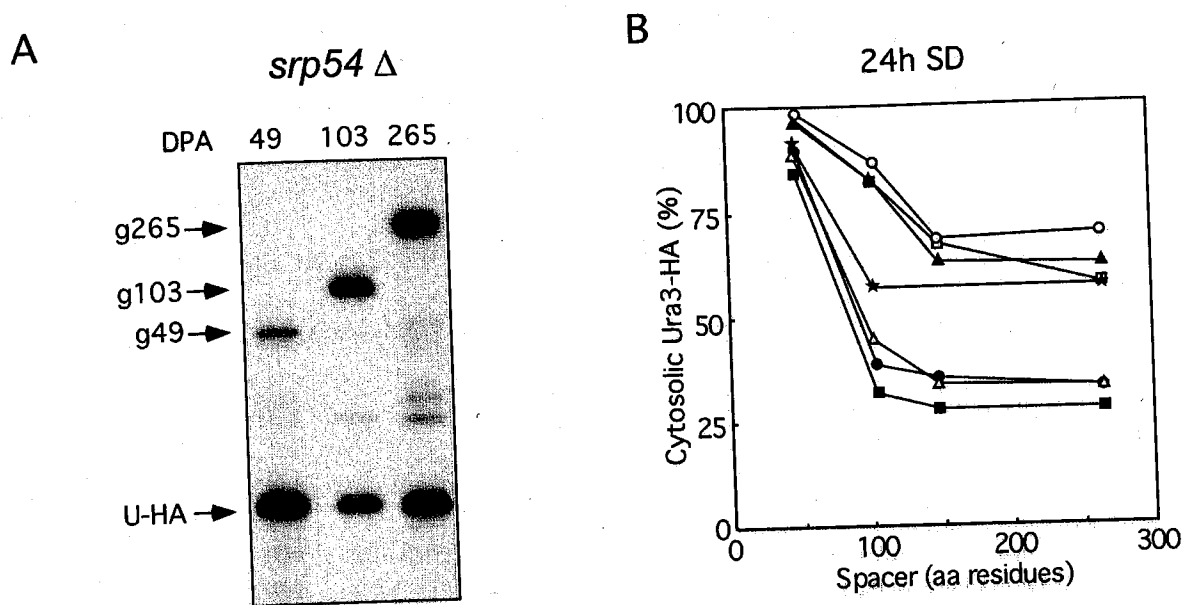 A
srp54 Δ
DPA 49 103 265
g265
g103
g49
U-HA
B
24h SD
100
75
50
25
0
Cytosolic Ura3-HA (%)
0 100 200 300
Spacer (aa residues)